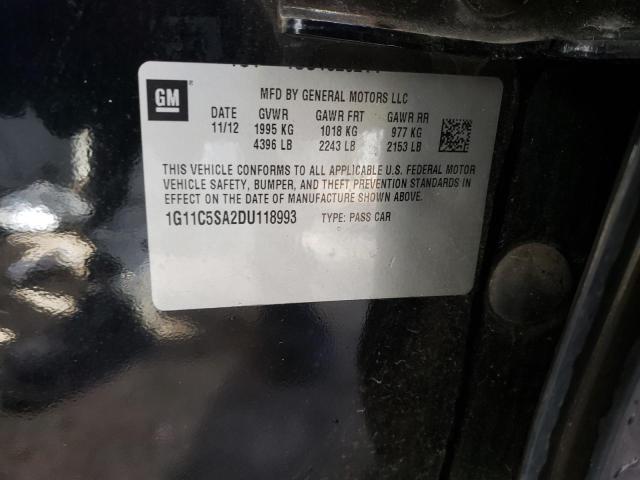 GM
MFD BY GENERAL MOTORS LLC
DATE GVWR GAWR FRT GAWR RR
11/12 1995 KG 1018 KG 977 KG
4396 LB 2243 LB 2153 LB
THIS VEHICLE CONFORMS TO ALL APPLICABLE U.S. FEDERAL MOTOR
VEHICLE SAFETY, BUMPER, AND THEFT PREVENTION STANDARDS IN
EFFECT ON THE DATE OF MANUFACTURE SHOWN ABOVE.
1G11C5SA2DU118993 TYPE: PASS CAR